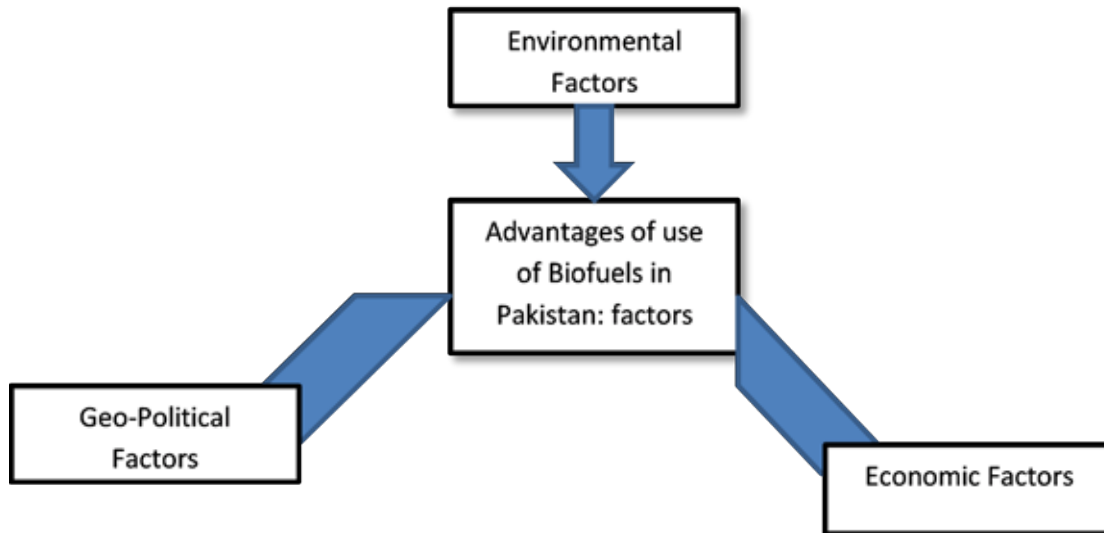 Environmental
Factors
Advantages of use
of Biofuels in
Pakistan: factors
Geo-Political
Factors
Economic Factors